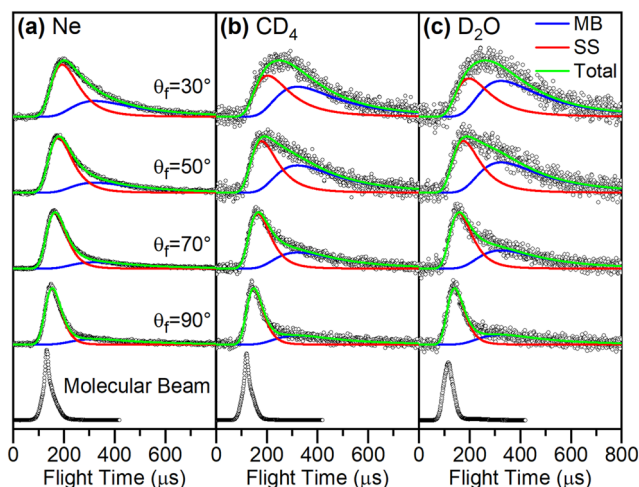 (a) Ne
(b) CD4
(c) D2O
MB
SS
Total
θf=30°
θf=50°
θf=70°
θf=90°
Molecular Beam
0 200 400 600 0 200 400 600 0 200 400 600 800
Flight Time (μs) Flight Time (μs) Flight Time (μs)